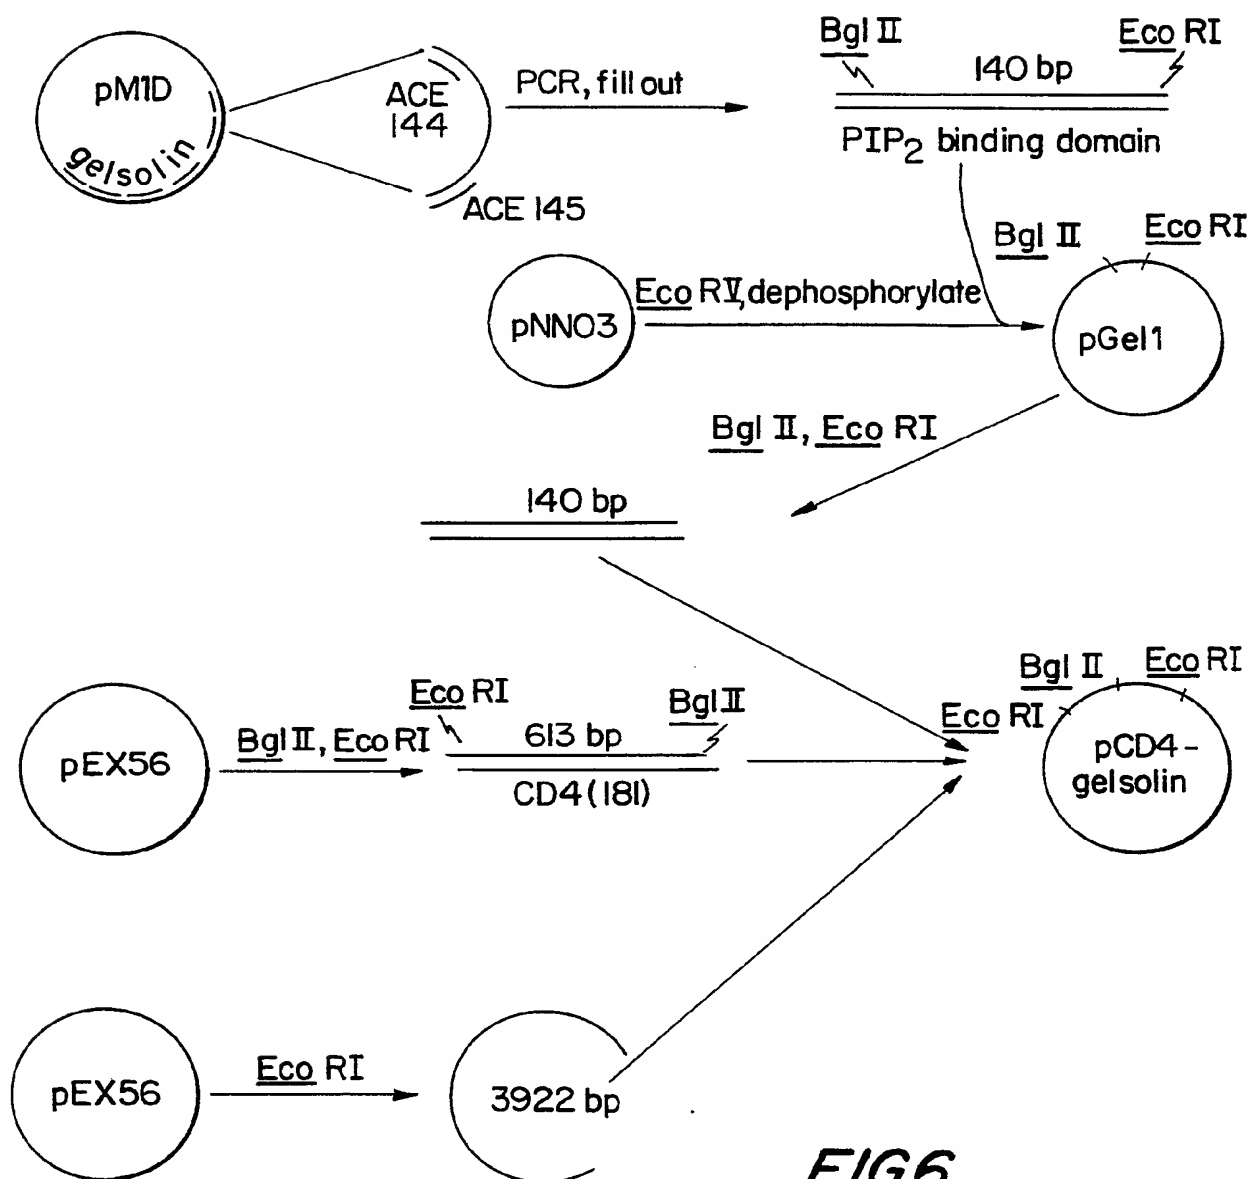 pM1D
gelsolin
ACE
144
ACE 145
PCR, fill out
Bgl II
Eco RI
140 bp
PIP2 binding domain
pNNO3
Eco RV, dephosphorylate
Bgl II
Eco RI
pGel1
Bgl II, Eco RI
140 bp
pEX56
Bgl II, Eco RI
Eco RI
Bgl II
613 bp
CD4 (181)
Bgl II
Eco RI
Eco RI
pCD4-
gelsolin
pEX56
Eco RI
3922 bp
FIG6